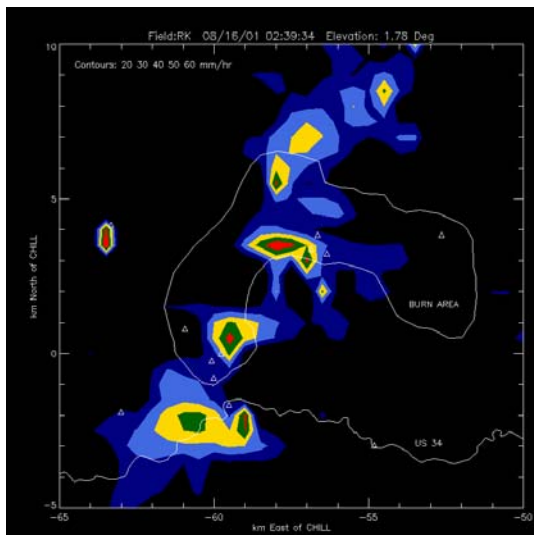 Field:RK 08/16/01 02:39:34 Elevation: 1.78 Deg
10
Contours: 20 30 40 50 60 mm/hr
5
km North of CHILL
BURN AREA
0
US 34
-5
-65 -60 -55 -50
km East of CHILL